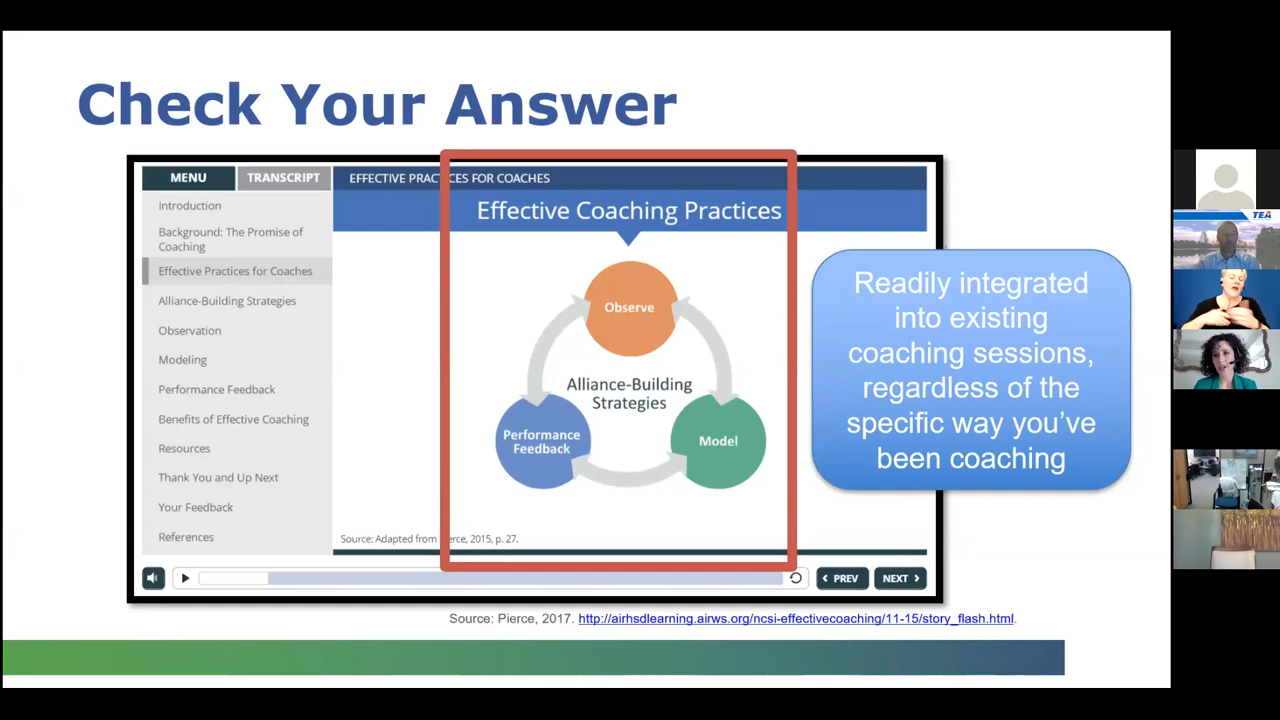 Check Your Answer
MENU
TRANSCRIPT
EFFECTIVE PRACTICES FOR COACHES
Introduction
Background: The Promise of
Coaching
Effective Practices for Coaches
Alliance-Building Strategies
Observation
Modeling
Performance Feedback
Benefits of Effective Coaching
Resources
Thank You and Up Next
Your Feedback
References
Effective Coaching Practices
Observe
Alliance-Building
Strategies
Performance
Feedback
Model
Source: Adapted from Pierce, 2015, p. 27.
PREV
NEXT
Readily integrated
into existing
coaching sessions,
regardless of the
specific way you've
been coaching
Source: Pierce, 2017. http://airhsdlearning.airws.org/ncsi-effectivecoaching/11-15/story_flash.html.
TEA